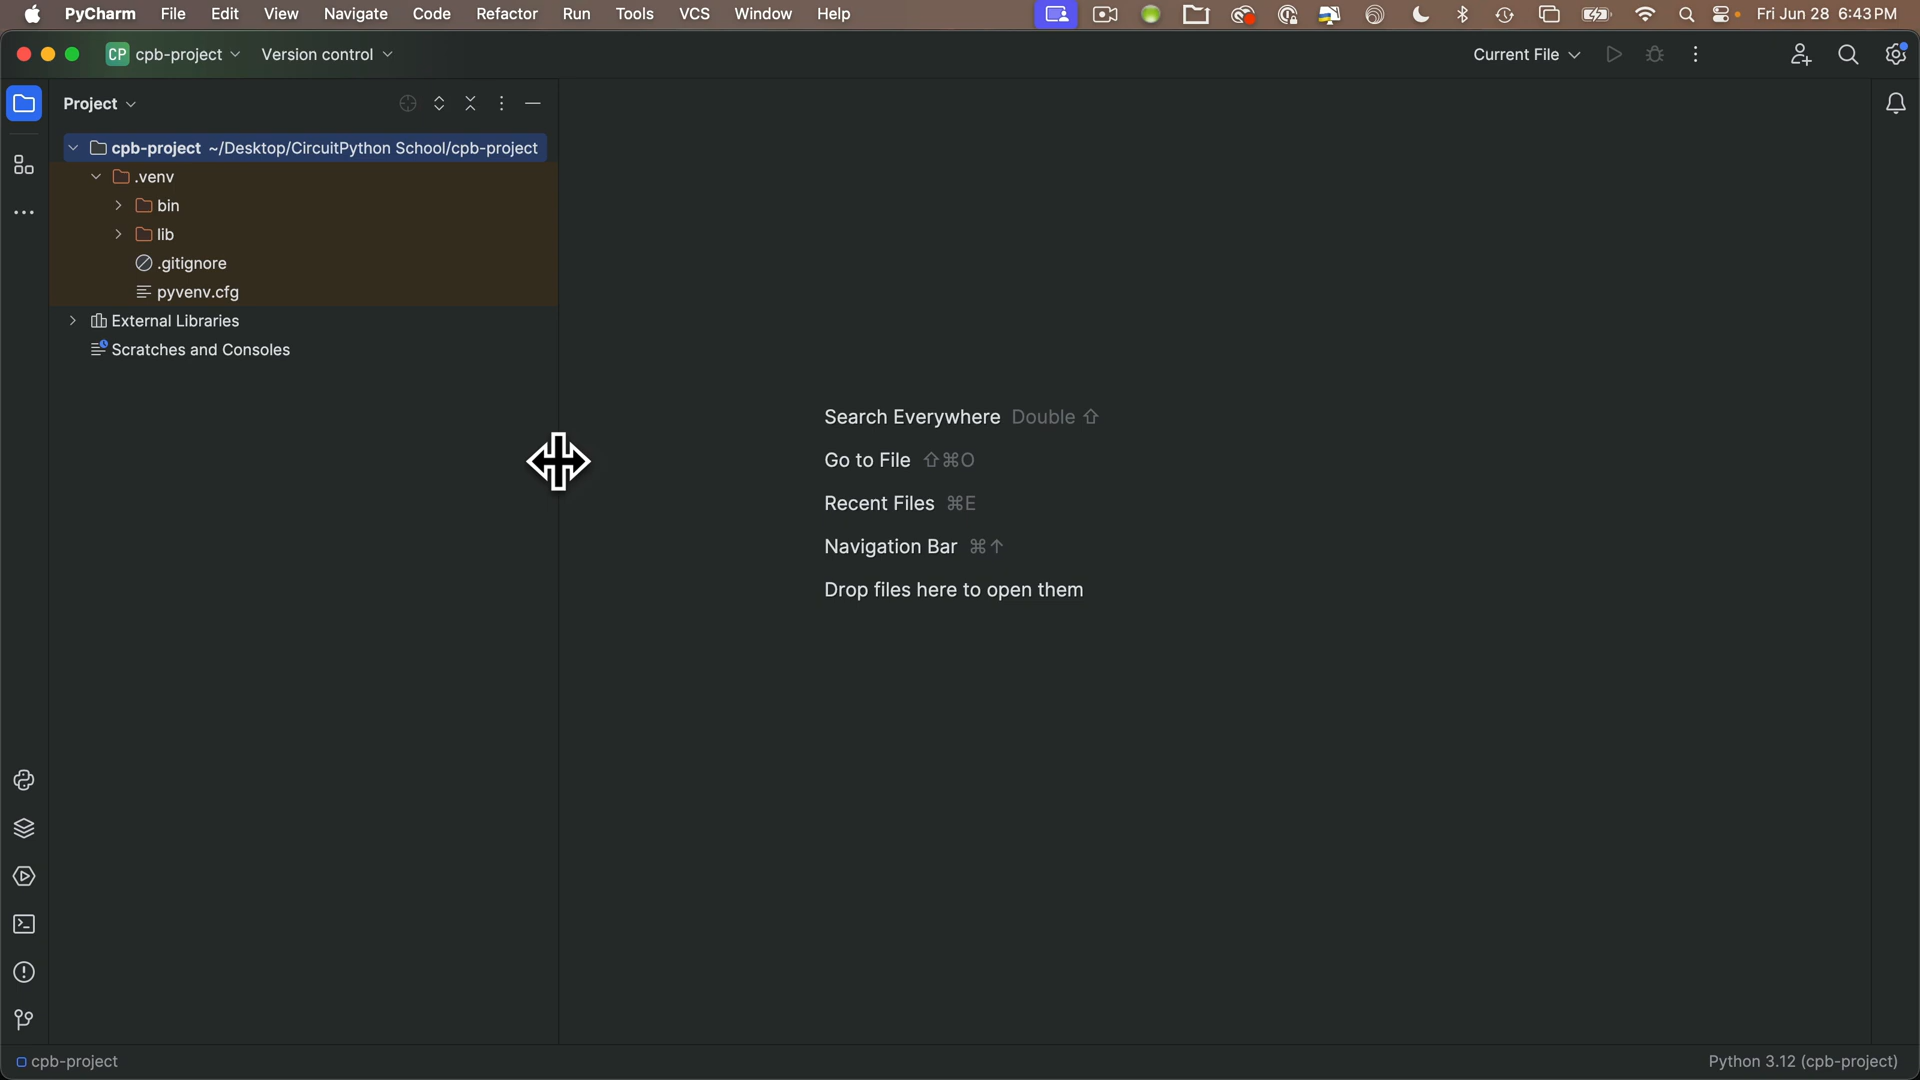 PyCharm File Edit View Navigate Code Refactor Run Tools VCS Window Help Fri Jun 28 6:43 PM
CP cpb-project Version control Current File
Project
cpb-project ~/Desktop/CircuitPython School/cpb-project
.venv
bin
lib
.gitignore
pyvenv.cfg
External Libraries
Scratches and Consoles
Search Everywhere Double ⇧
Go to File ⇧⌘O
Recent Files ⌘E
Navigation Bar ⌘↑
Drop files here to open them
cpb-project Python 3.12 (cpb-project)